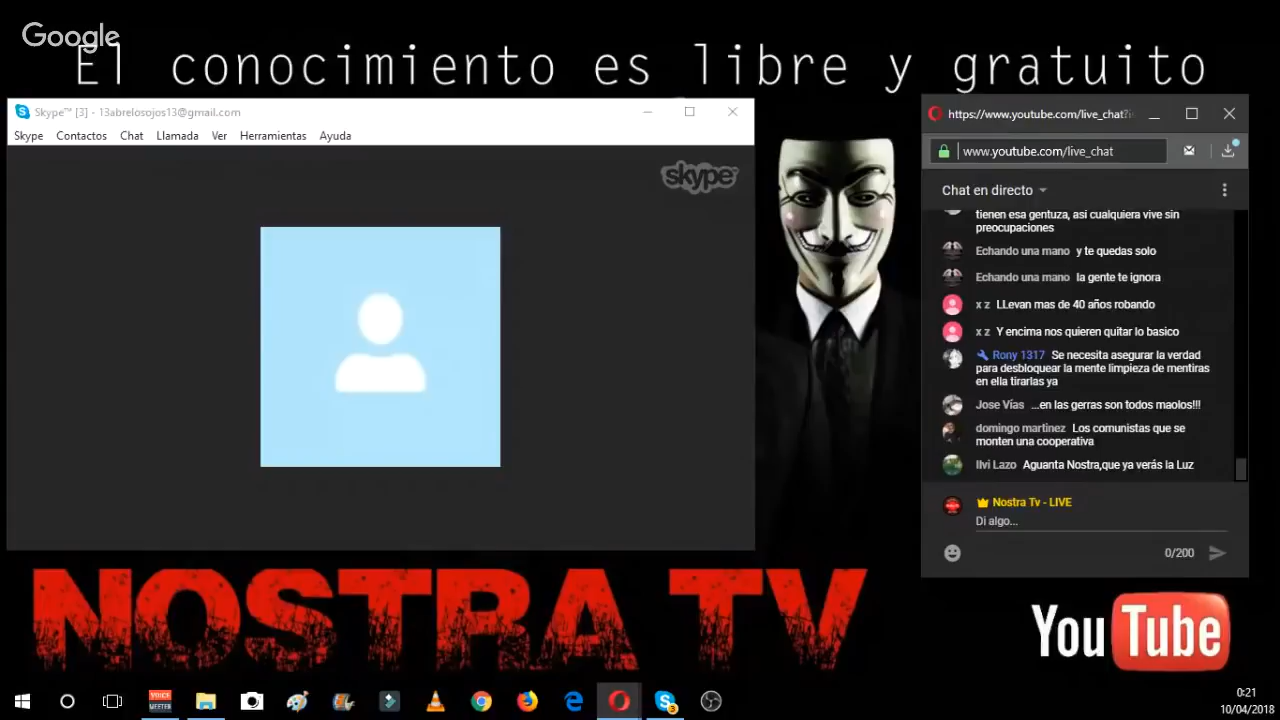 Google
El conocimiento es libre y gratuito
Skype™ [3] - 13abrelosojos13@gmail.com
Skype Contactos Chat Llamada Ver Herramientas Ayuda
skype
https://www.youtube.com/live_chat?i
www.youtube.com/live_chat
Chat en directo
tienen esa gentuza, asi cualquiera vive sin
preocupaciones
Echando una mano y te quedas solo
Echando una mano la gente te ignora
x z LLevan mas de 40 años robando
x z Y encima nos quieren quitar lo basico
Rony 1317 Se necesita asegurar la verdad
para desbloquear la mente limpieza de mentiras
en ella tirarlas ya
Jose Vías ...en las gerras son todos maolos!!!
domingo martinez Los comunistas que se
monten una cooperativa
Ilvi Lazo Aguanta Nostra,que ya verás la Luz
Nostra Tv - LIVE
Di algo...
0/200
NOSTRA TV
YouTube
VOICE
MEETER
3
0:21
10/04/2018